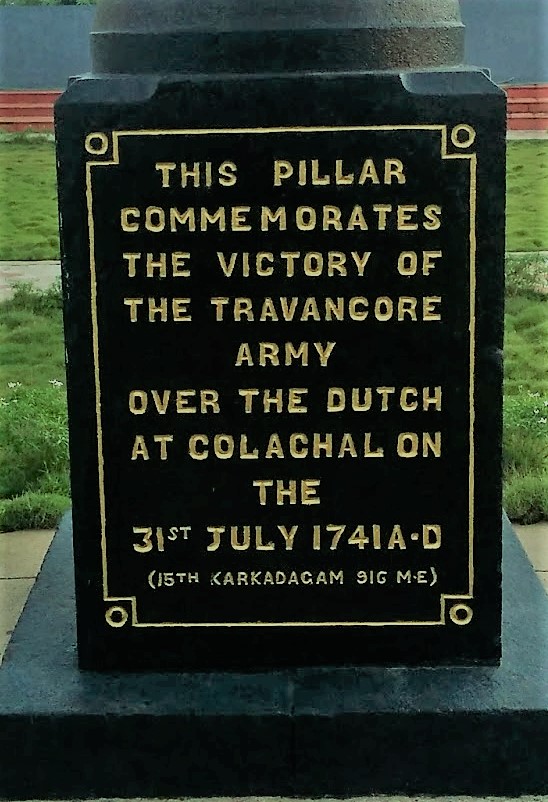 THIS PILLAR
COMMEMORATES
THE VICTORY OF
THE TRAVANCORE
ARMY
OVER THE DUTCH
AT COLACHAL ON
THE
31ST JULY 1741 A·D
(15TH KARKADAGAM 916 M·E)